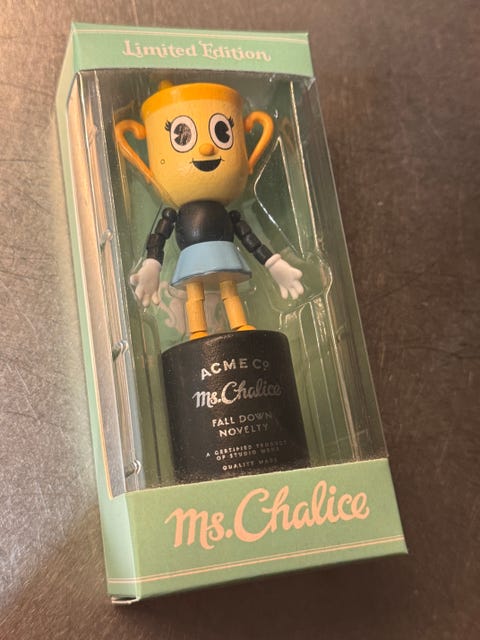 Limited Edition
ACME CO
Ms. Chalice
FALL DOWN
NOVELTY
A CERTIFIED PRODUCT
OF STUDIO MDHR
QUALITY MADE
Ms. Chalice